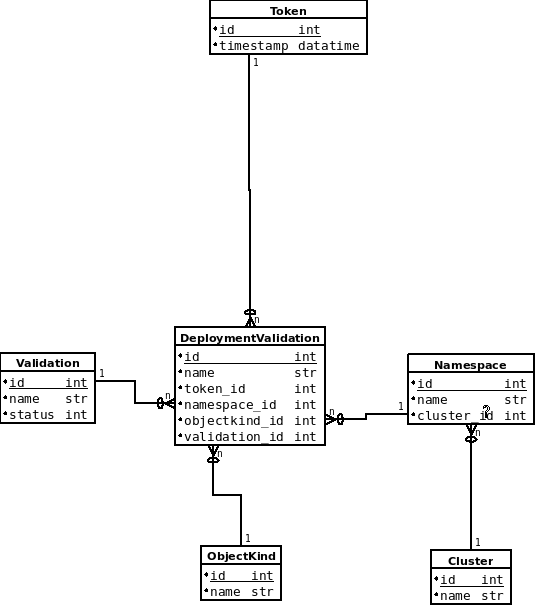 Token
id int
timestamp datatime
1
n
DeploymentValidation
id int
name str
token_id int
namespace_id int
objectkind_id int
validation_id int
Validation
id int
name str
status int
1
n
Namespace
id int
name str
cluster_id int
1
n
n
1
ObjectKind
id int
name str
n
1
Cluster
id int
name str